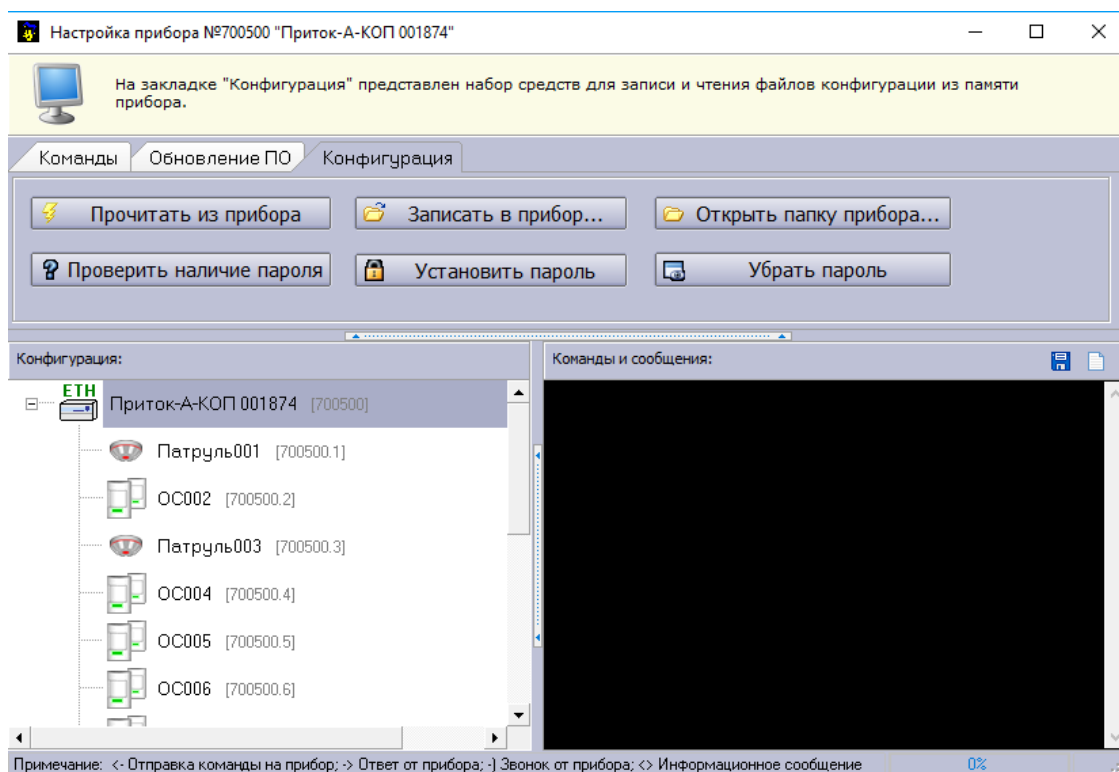 Настройка прибора №700500 "Приток-А-КОП 001874"
На закладке "Конфигурация" представлен набор средств для записи и чтения файлов конфигурации из памяти
прибора.
Команды Обновление ПО Конфигурация
Прочитать из прибора Записать в прибор... Открыть папку прибора...
Проверить наличие пароля Установить пароль Убрать пароль
Конфигурация: Команды и сообщения:
ETH
Приток-А-КОП 001874 [700500]
Патруль001 [700500.1]
ОС002 [700500.2]
Патруль003 [700500.3]
ОС004 [700500.4]
ОС005 [700500.5]
ОС006 [700500.6]
Примечание: <- Отправка команды на прибор; -> Ответ от прибора; -) Звонок от прибора; <> Информационное сообщение 0%